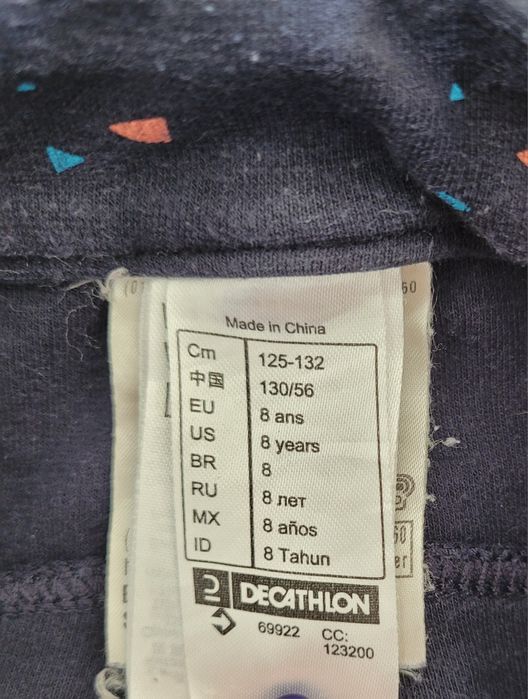 Made in China
Cm 125-132
中国 130/56
EU 8 ans
US 8 years
BR 8
RU 8 лет
MX 8 años
ID 8 Tahun
DECATHLON
69922 CC:
123200